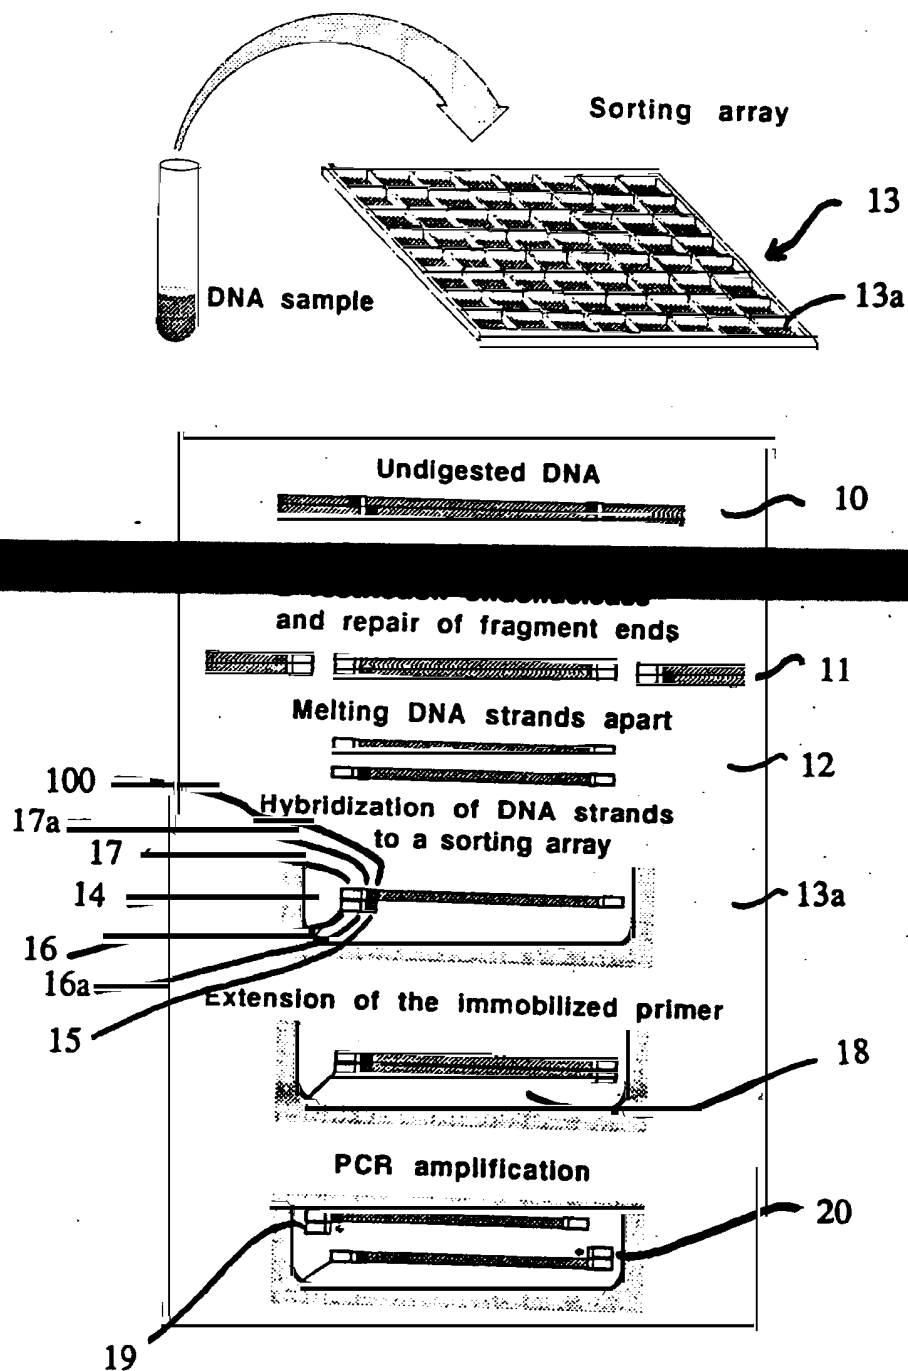 Sorting array
13
13a
DNA sample
Undigested DNA
10
and repair of fragment ends
11
Melting DNA strands apart
12
100
Hybridization of DNA strands
to a sorting array
17a
17
14
13a
16
16a
15
Extension of the immobilized primer
18
PCR amplification
20
19